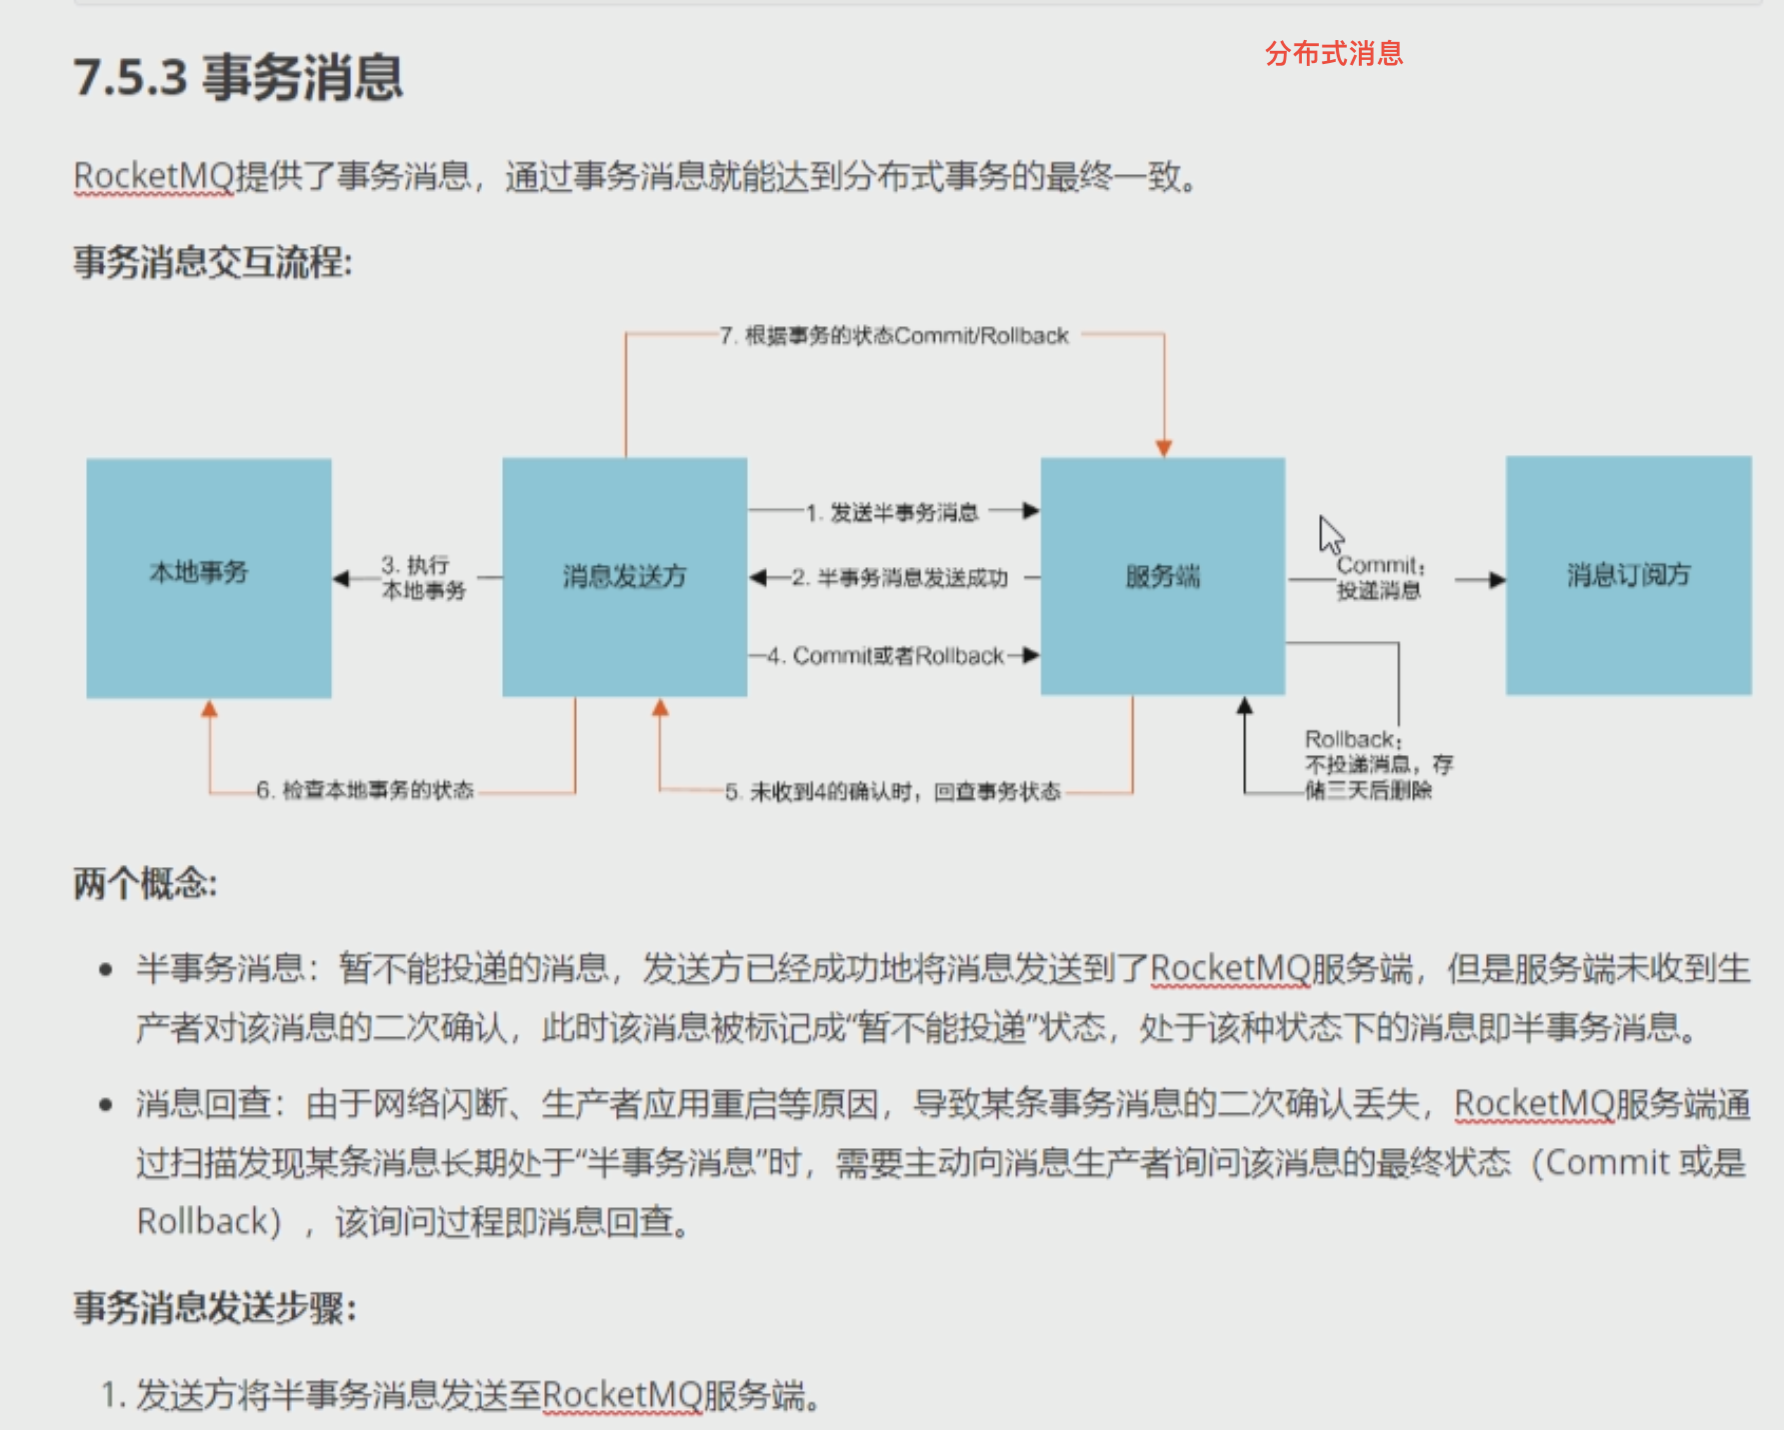 分布式消息
7.5.3 事务消息
RocketMQ提供了事务消息，通过事务消息就能达到分布式事务的最终一致。
事务消息交互流程:
7. 根据事务的状态Commit/Rollback
本地事务
3. 执行
本地事务
消息发送方
1. 发送半事务消息
2. 半事务消息发送成功
4. Commit或者Rollback
服务端
Commit：
投递消息
消息订阅方
6. 检查本地事务的状态
5. 未收到4的确认时，回查事务状态
Rollback：
不投递消息，存
储三天后删除
两个概念:
• 半事务消息：暂不能投递的消息，发送方已经成功地将消息发送到了RocketMQ服务端，但是服务端未收到生
产者对该消息的二次确认，此时该消息被标记成“暂不能投递”状态，处于该种状态下的消息即半事务消息。
• 消息回查：由于网络闪断、生产者应用重启等原因，导致某条事务消息的二次确认丢失，RocketMQ服务端通
过扫描发现某条消息长期处于“半事务消息”时，需要主动向消息生产者询问该消息的最终状态（Commit 或是
Rollback），该询问过程即消息回查。
事务消息发送步骤：
1. 发送方将半事务消息发送至RocketMQ服务端。